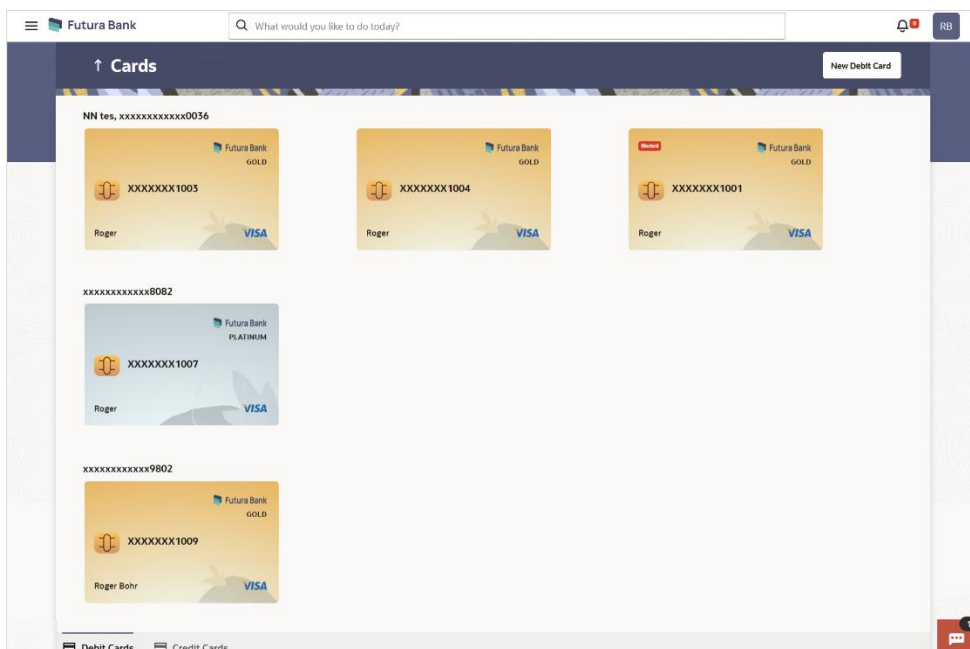 Futura Bank
What would you like to do today?
RB
↑ Cards
New Debit Card
NN tes, xxxxxxxxxxxx0036
Futura Bank
GOLD
XXXXXXX1003
Roger
VISA
Futura Bank
GOLD
XXXXXXX1004
Roger
VISA
Blocked
Futura Bank
GOLD
XXXXXXX1001
Roger
VISA
xxxxxxxxxxxx8082
Futura Bank
PLATINUM
XXXXXXX1007
Roger
VISA
xxxxxxxxxxxx9802
Futura Bank
GOLD
XXXXXXX1009
Roger Bohr
VISA
Debit Cards
Credit Cards